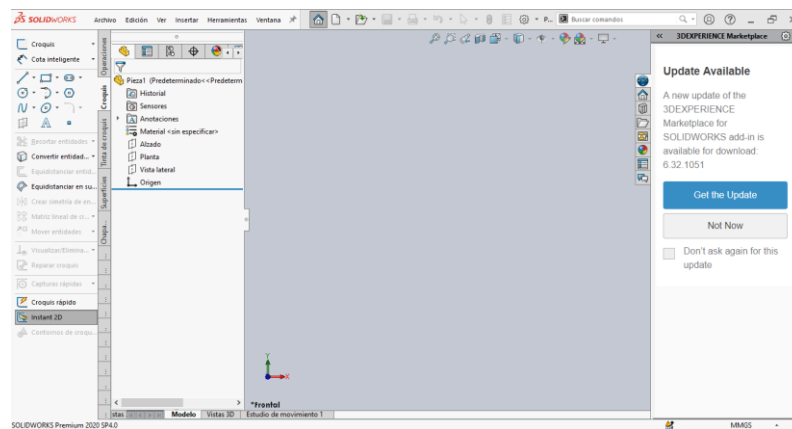 SOLIDWORKS
Archivo Edición Ver Insertar Herramientas Ventana
P...
Buscar comandos
Croquis
Cota inteligente
Recortar entidades
Convertir entidad...
Equidistanciar entid...
Equidistanciar en su...
Crear simetría de en...
Matriz lineal de cr...
Mover entidades
Visualizar/Elimina...
Reparar croquis
Capturas rápidas
Croquis rápido
Instant 2D
Contornos de croqu...
Operaciones
Croquis
Tinta de croquis
Superficies
Chapa...
Pieza1 (Predeterminado<<Predeterm
Historial
Sensores
Anotaciones
Material <sin especificar>
Alzado
Planta
Vista lateral
Origen
Y
X
*Frontal
Modelo Vistas 3D Estudio de movimiento 1
SOLIDWORKS Premium 2020 SP4.0
MMGS
3DEXPERIENCE Marketplace
Update Available
A new update of the
3DEXPERIENCE
Marketplace for
SOLIDWORKS add-in is
available for download:
6.32.1051
Get the Update
Not Now
Don't ask again for this
update